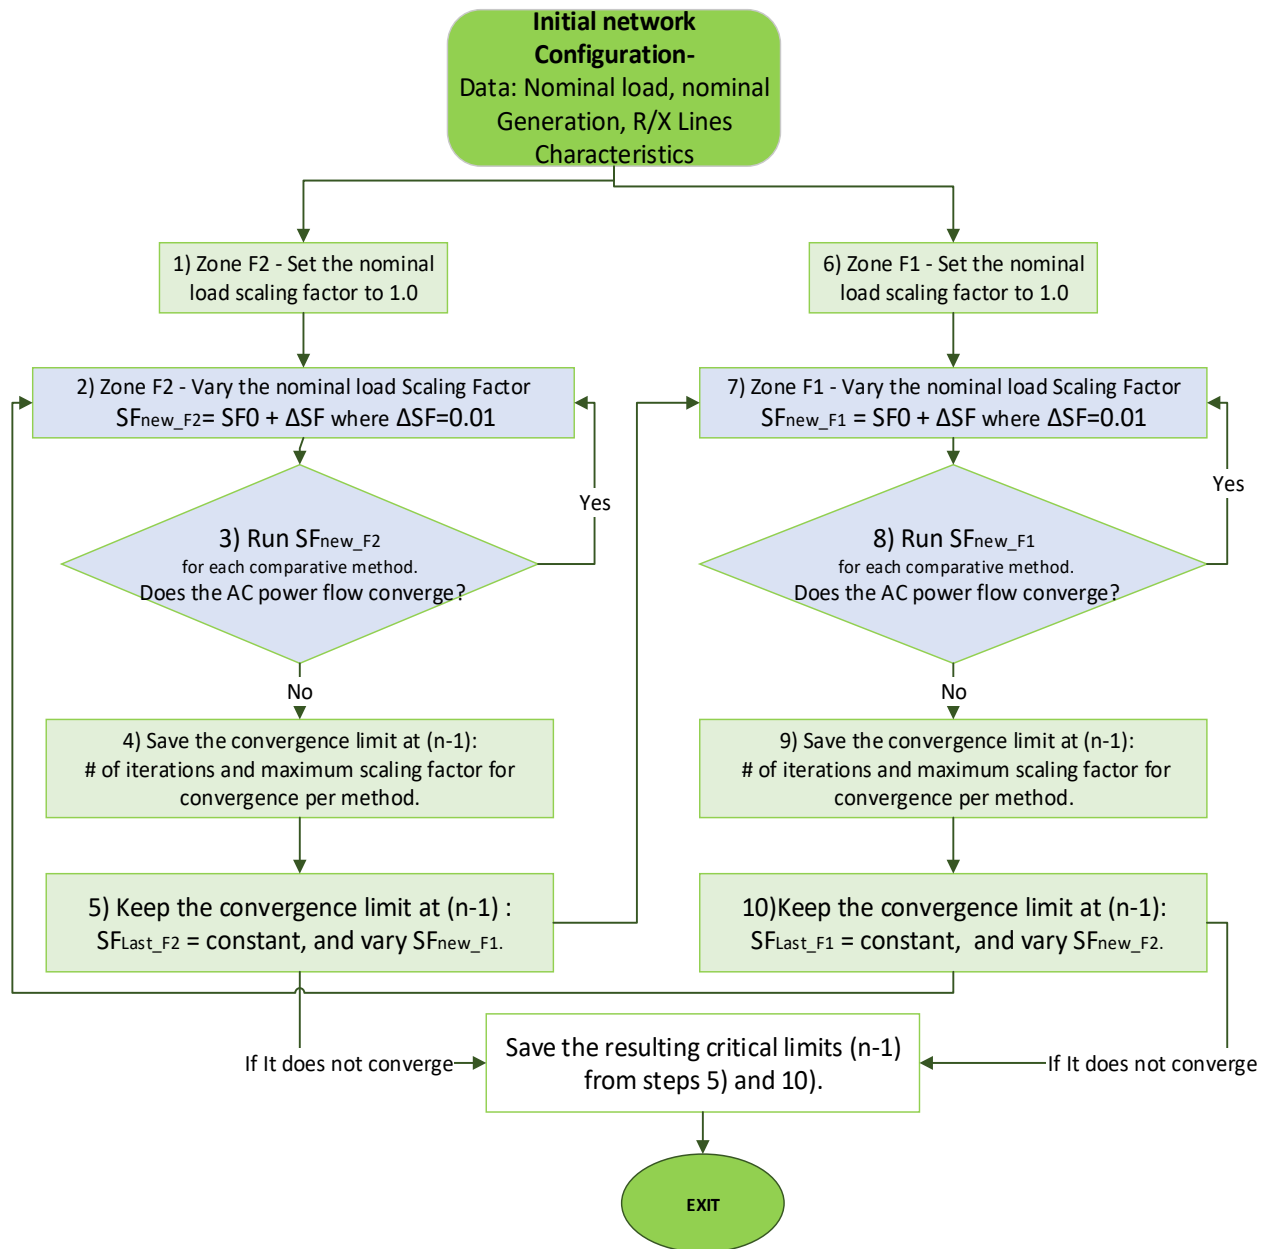 Initial network
Configuration-
Data: Nominal load, nominal
Generation, R/X Lines
Characteristics
1) Zone F2 - Set the nominal
load scaling factor to 1.0
6) Zone F1 - Set the nominal
load scaling factor to 1.0
2) Zone F2 - Vary the nominal load Scaling Factor
SFnew_F2= SF0 + ΔSF where ΔSF=0.01
7) Zone F1 - Vary the nominal load Scaling Factor
SFnew_F1 = SF0 + ΔSF where ΔSF=0.01
Yes
Yes
3) Run SFnew_F2
for each comparative method.
Does the AC power flow converge?
8) Run SFnew_F1
for each comparative method.
Does the AC power flow converge?
No
No
4) Save the convergence limit at (n-1):
# of iterations and maximum scaling factor for
convergence per method.
9) Save the convergence limit at (n-1):
# of iterations and maximum scaling factor for
convergence per method.
5) Keep the convergence limit at (n-1) :
SFLast_F2 = constant, and vary SFnew_F1.
10)Keep the convergence limit at (n-1):
SFLast_F1 = constant,  and vary SFnew_F2.
If It does not converge
Save the resulting critical limits (n-1)
from steps 5) and 10).
If It does not converge
EXIT